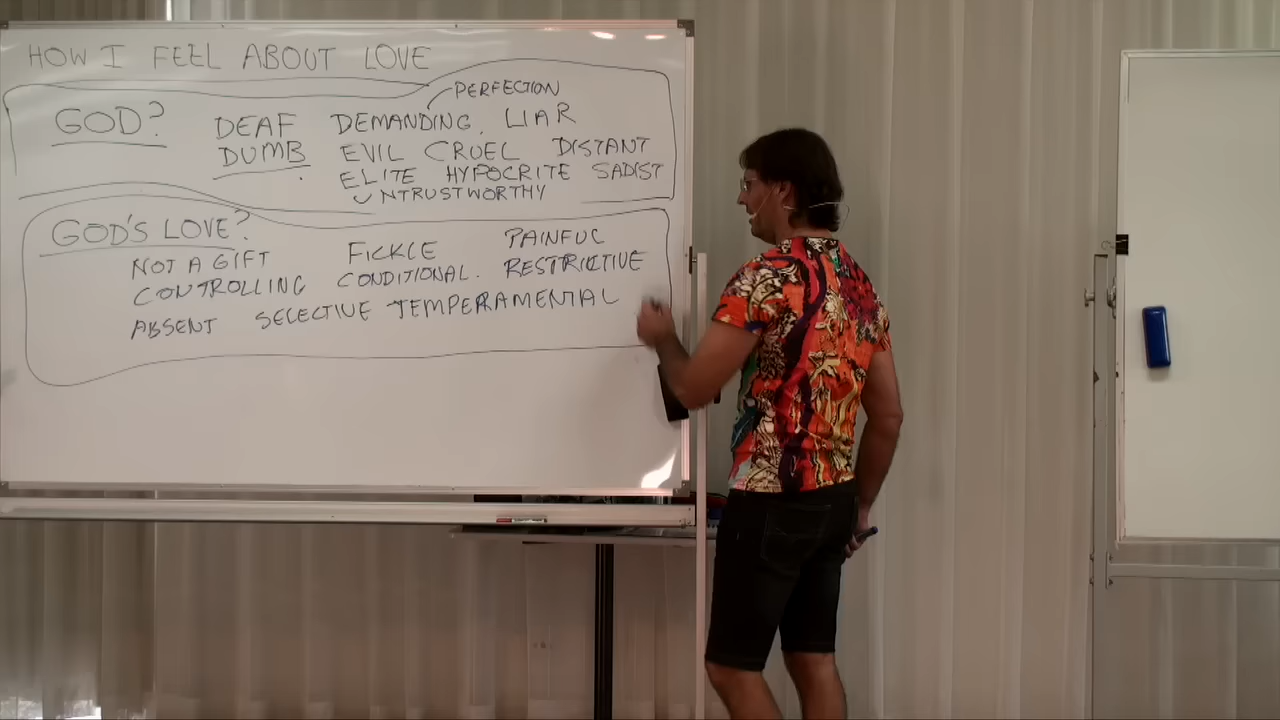 HOW I FEEL ABOUT LOVE
PERFECTION
GOD? DEAF DEMANDING. LIAR
DUMB EVIL CRUEL DISTANT
ELITE HYPOCRITE SADIST
UNTRUSTWORTHY
GOD'S LOVE?
NOT A GIFT FICKLE PAINFUL
CONTROLLING CONDITIONAL. RESTRICTIVE
ABSENT SELECTIVE TEMPERRAMENTAL